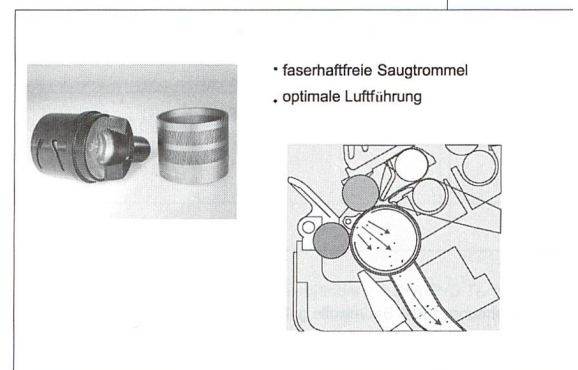 • faserhaftfreie Saugtrommel
• optimale Luftführung